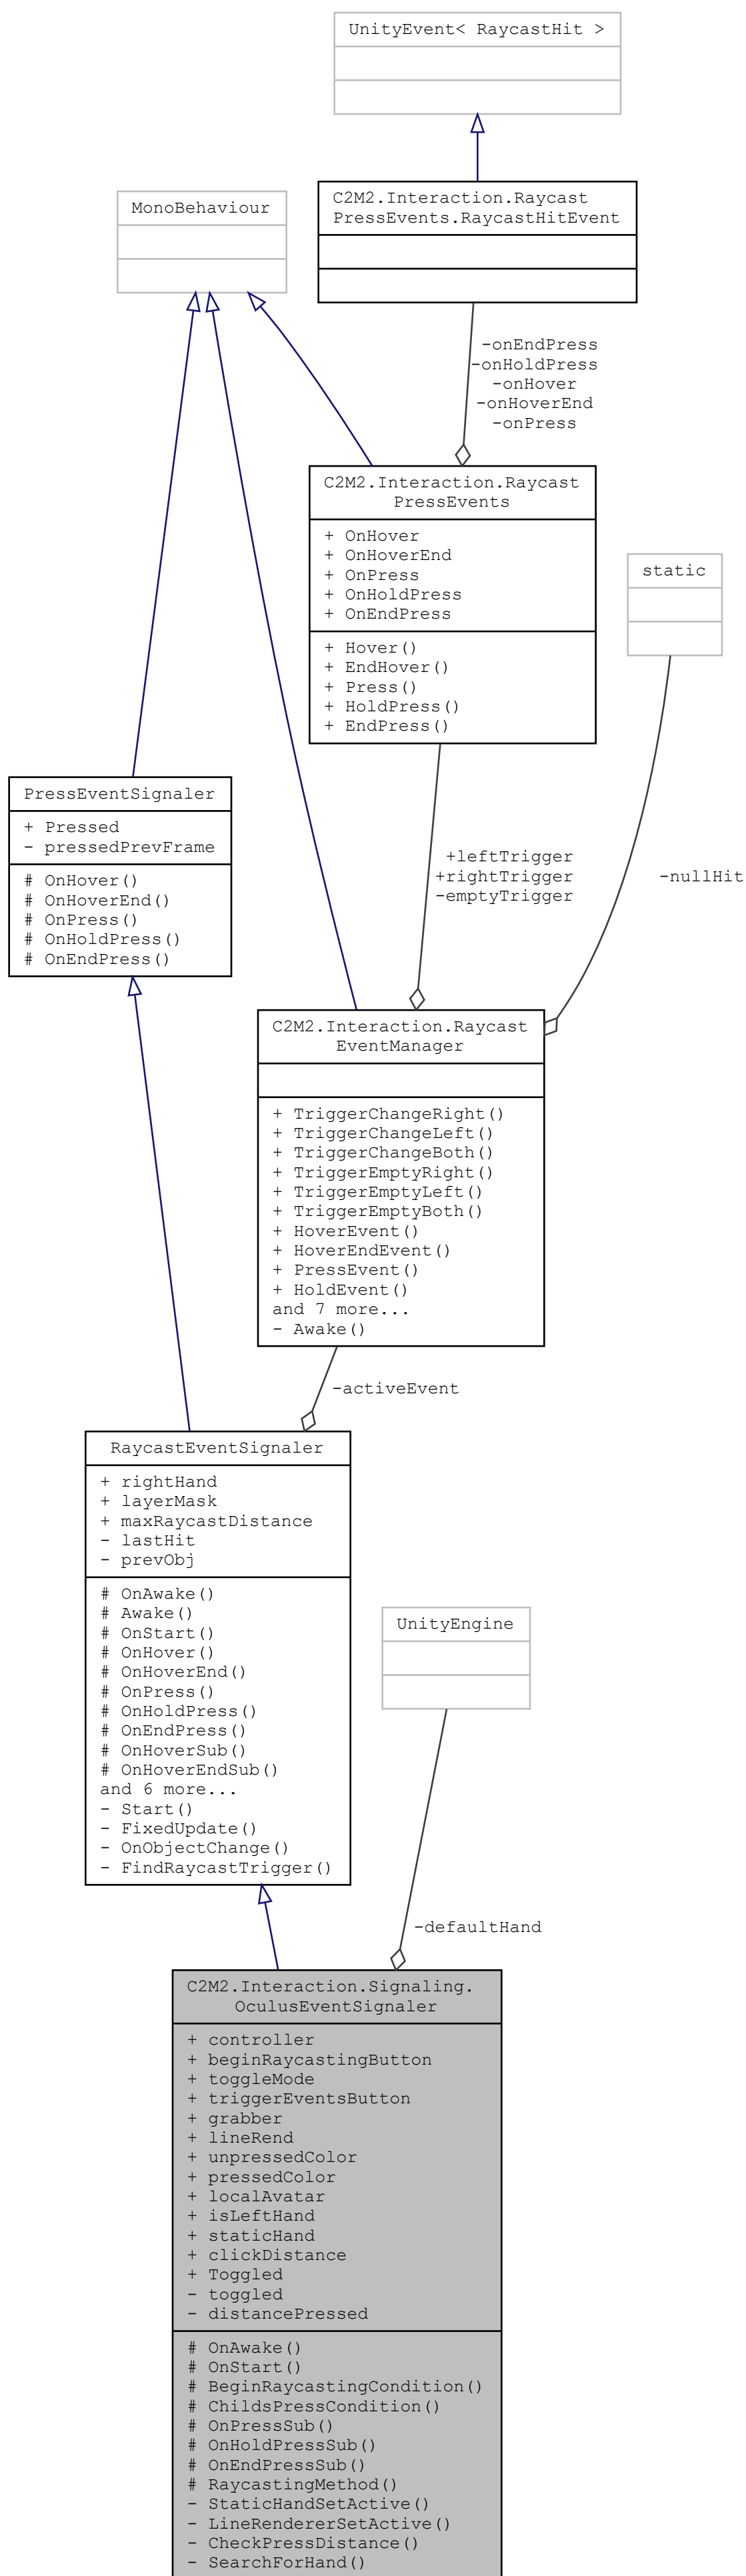 UnityEvent< RaycastHit >
MonoBehaviour
C2M2.Interaction.Raycast
PressEvents.RaycastHitEvent
-onEndPress
-onHoldPress
-onHover
-onHoverEnd
-onPress
C2M2.Interaction.Raycast
PressEvents
+ OnHover
+ OnHoverEnd
+ OnPress
+ OnHoldPress
+ OnEndPress
+ Hover()
+ EndHover()
+ Press()
+ HoldPress()
+ EndPress()
static
PressEventSignaler
+ Pressed
- pressedPrevFrame
# OnHover()
# OnHoverEnd()
# OnPress()
# OnHoldPress()
# OnEndPress()
+leftTrigger
+rightTrigger
-emptyTrigger
-nullHit
C2M2.Interaction.Raycast
EventManager
+ TriggerChangeRight()
+ TriggerChangeLeft()
+ TriggerChangeBoth()
+ TriggerEmptyRight()
+ TriggerEmptyLeft()
+ TriggerEmptyBoth()
+ HoverEvent()
+ HoverEndEvent()
+ PressEvent()
+ HoldEvent()
and 7 more...
- Awake()
-activeEvent
RaycastEventSignaler
+ rightHand
+ layerMask
+ maxRaycastDistance
- lastHit
- prevObj
# OnAwake()
# Awake()
# OnStart()
# OnHover()
# OnHoverEnd()
# OnPress()
# OnHoldPress()
# OnEndPress()
# OnHoverSub()
# OnHoverEndSub()
and 6 more...
- Start()
- FixedUpdate()
- OnObjectChange()
- FindRaycastTrigger()
UnityEngine
-defaultHand
C2M2.Interaction.Signaling.
OculusEventSignaler
+ controller
+ beginRaycastingButton
+ toggleMode
+ triggerEventsButton
+ grabber
+ lineRend
+ unpressedColor
+ pressedColor
+ localAvatar
+ isLeftHand
+ staticHand
+ clickDistance
+ Toggled
- toggled
- distancePressed
# OnAwake()
# OnStart()
# BeginRaycastingCondition()
# ChildsPressCondition()
# OnPressSub()
# OnHoldPressSub()
# OnEndPressSub()
# RaycastingMethod()
- StaticHandSetActive()
- LineRendererSetActive()
- CheckPressDistance()
- SearchForHand()